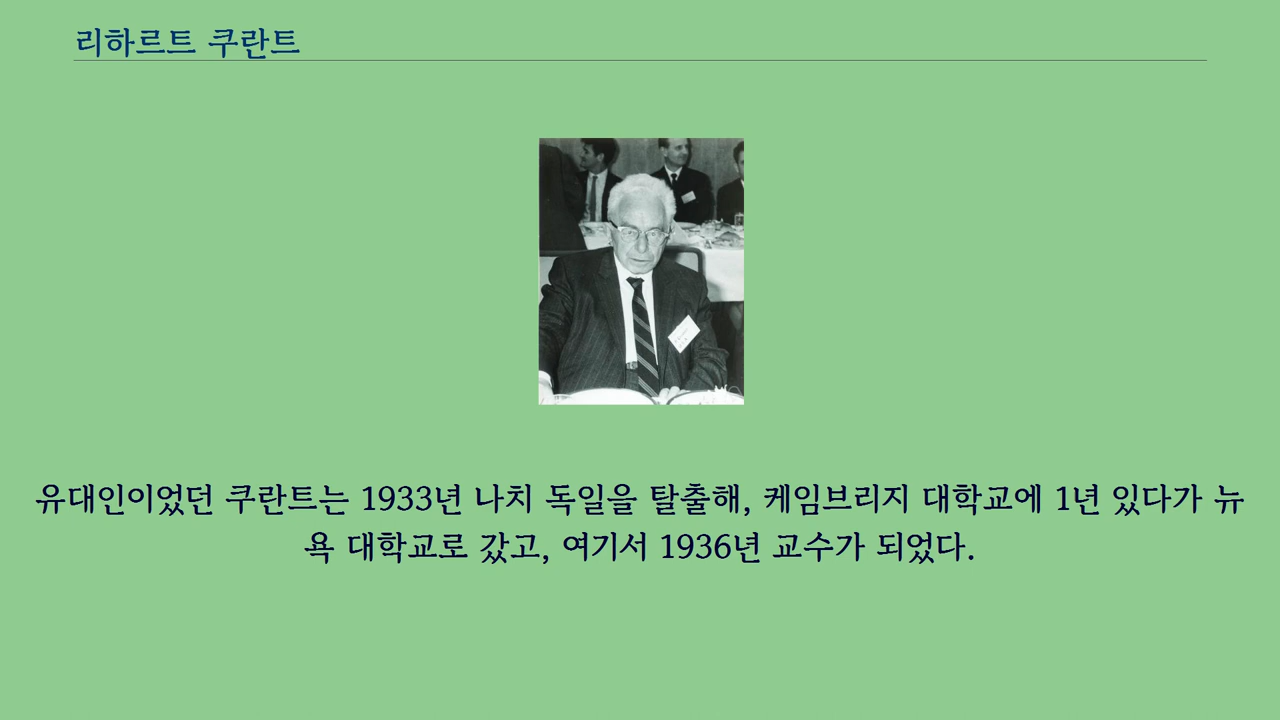 리하르트 쿠란트
유대인이었던 쿠란트는 1933년 나치 독일을 탈출해, 케임브리지 대학교에 1년 있다가 뉴
욕 대학교로 갔고, 여기서 1936년 교수가 되었다.